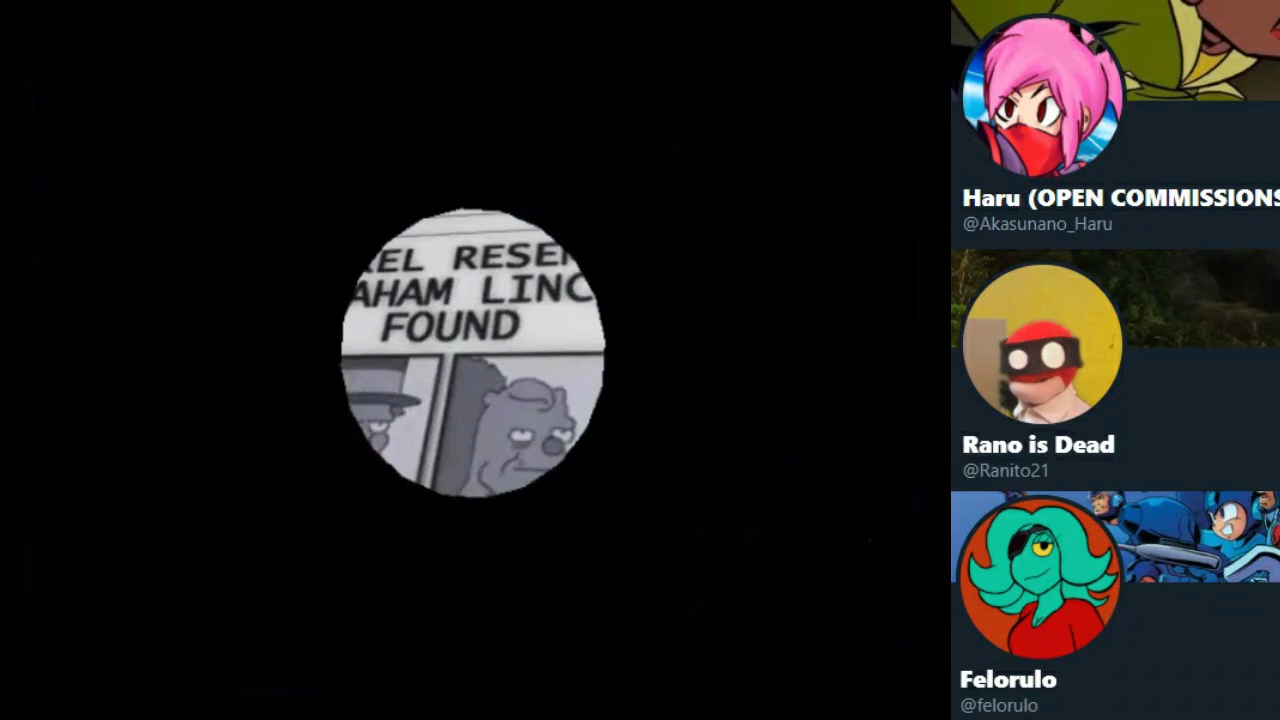 EL RESE
AHAM LINC
FOUND
Haru (OPEN COMMISSIONS
@Akasunano_Haru
Rano is Dead
@Ranito21
Felorulo
@felorulo